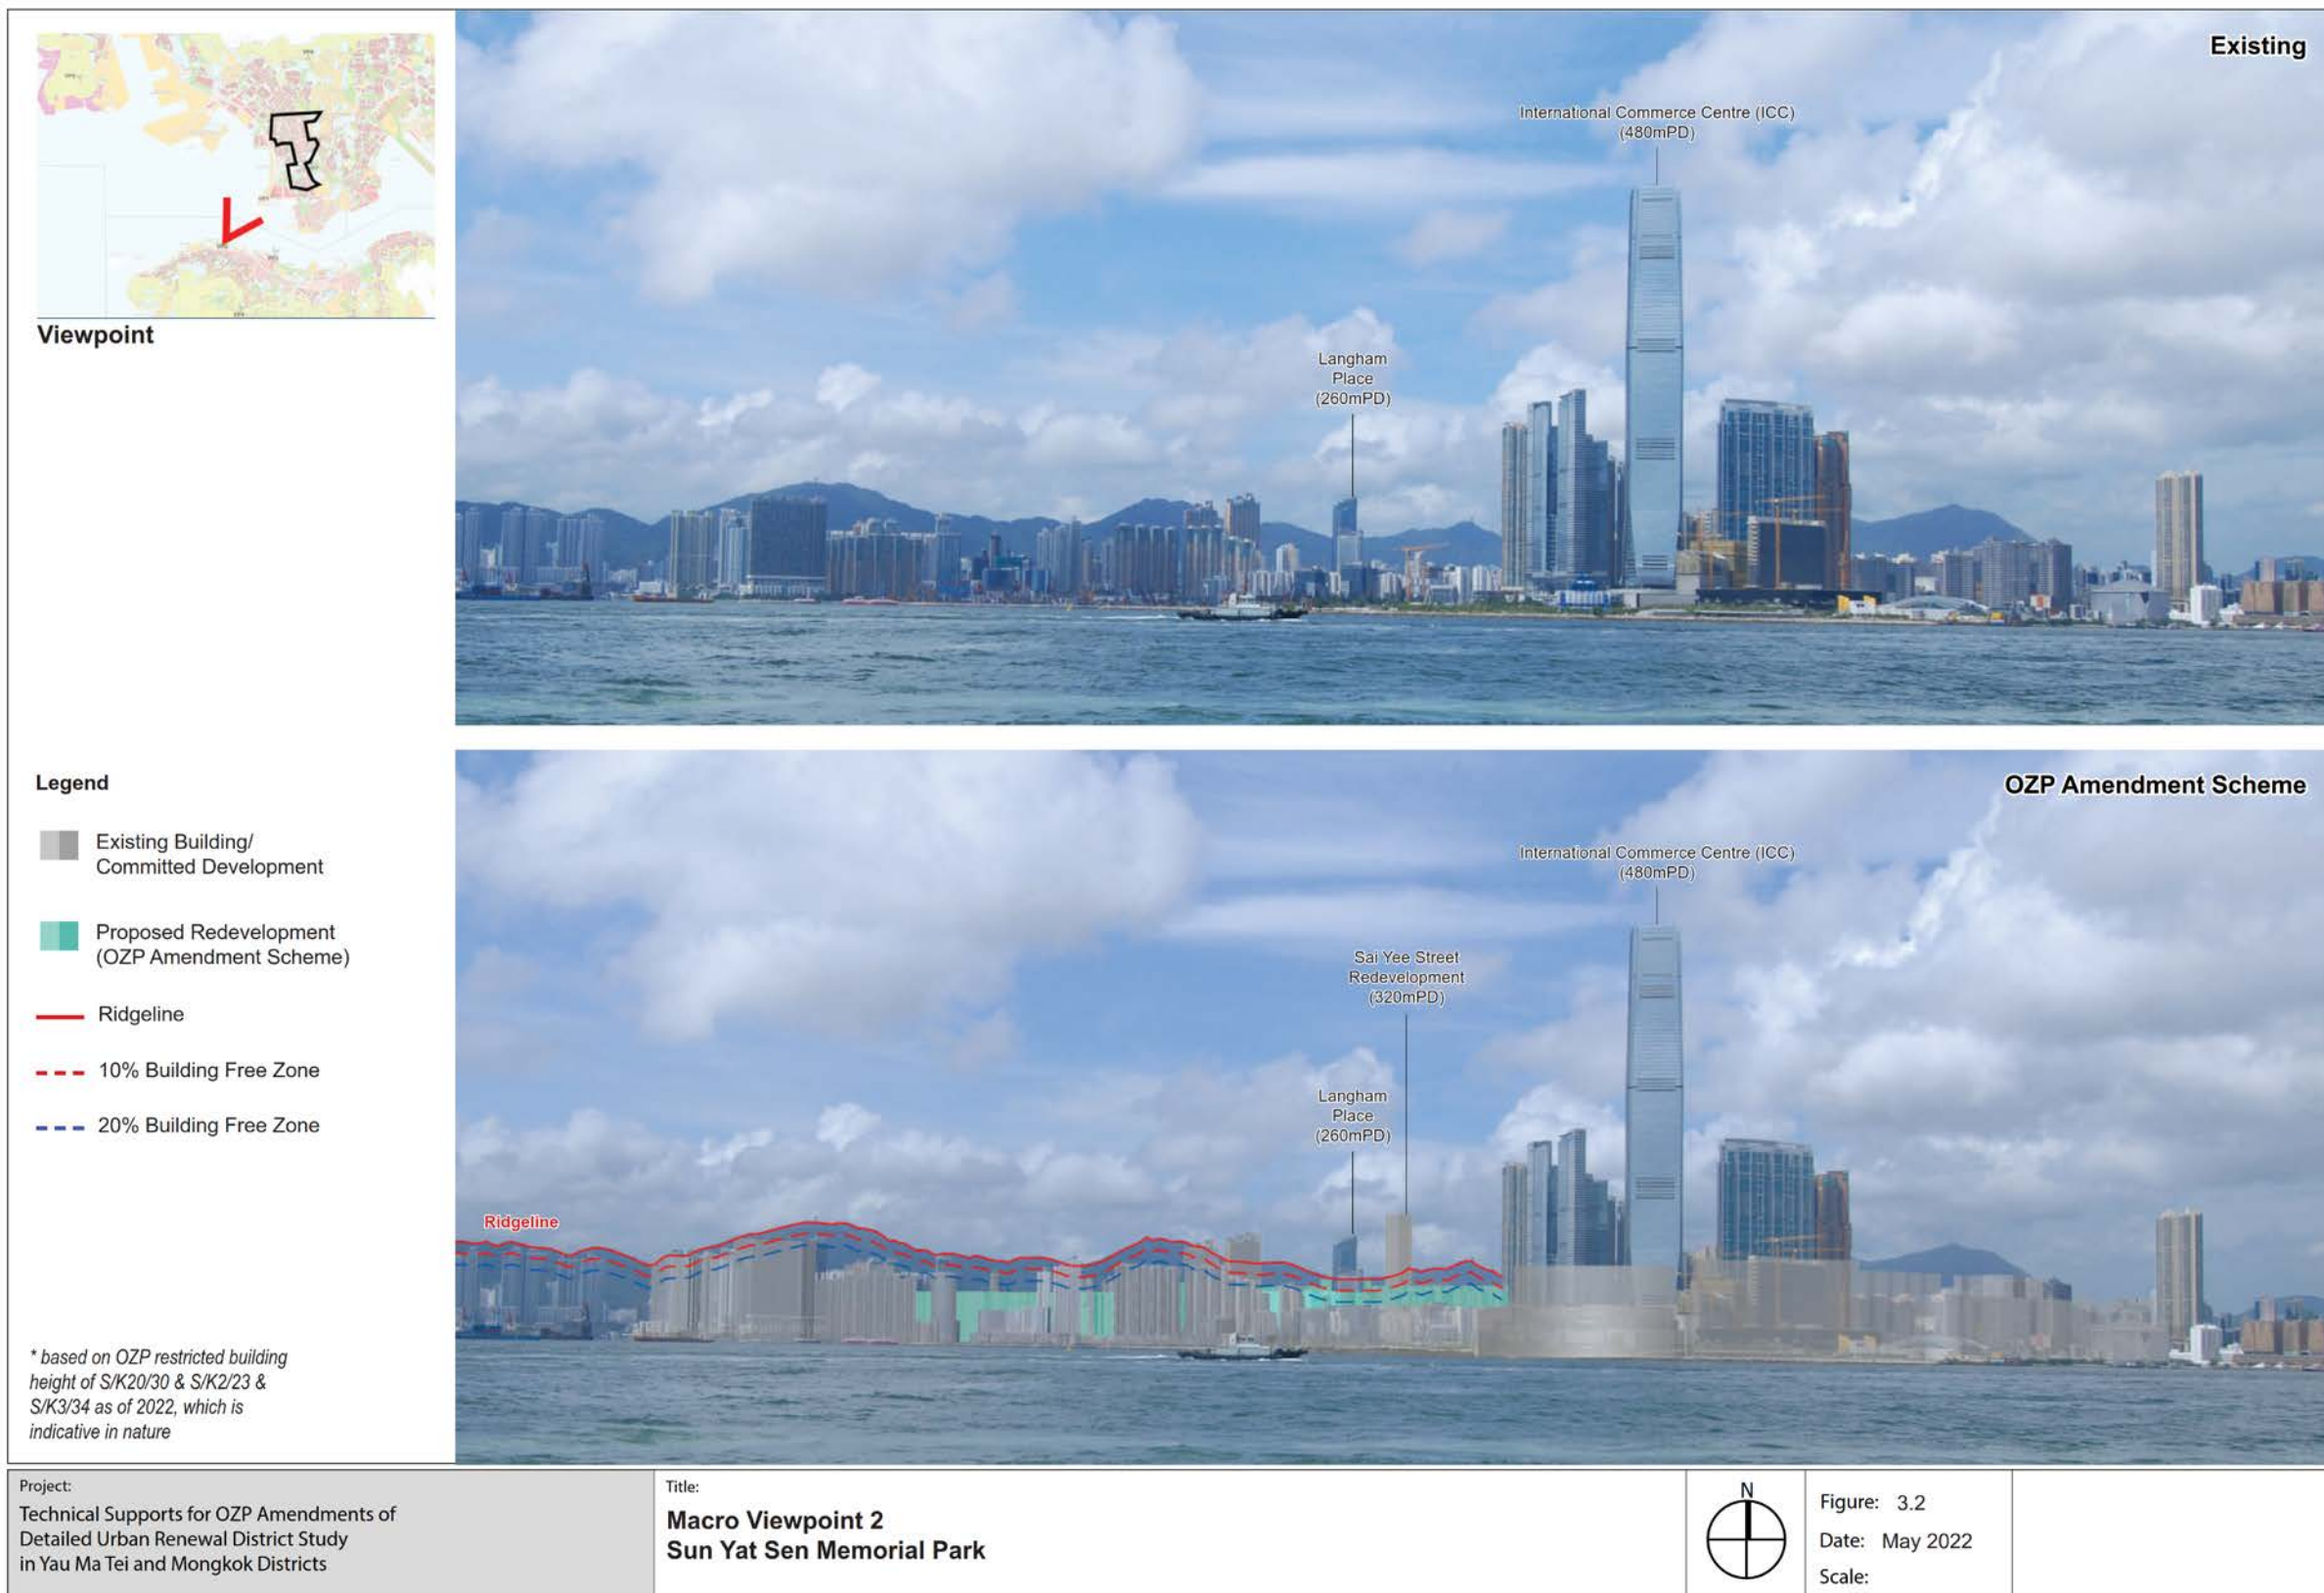 Viewpoint
Existing
International Commerce Centre (ICC)
(480mPD)
Langham
Place
(260mPD)
Legend
Existing Building/
Committed Development
Proposed Redevelopment
(OZP Amendment Scheme)
Ridgeline
10% Building Free Zone
20% Building Free Zone
* based on OZP restricted building
height of S/K20/30 & S/K2/23 &
S/K3/34 as of 2022, which is
indicative in nature
OZP Amendment Scheme
International Commerce Centre (ICC)
(480mPD)
Sai Yee Street
Redevelopment
(320mPD)
Langham
Place
(260mPD)
Ridgeline
Project:
Technical Supports for OZP Amendments of
Detailed Urban Renewal District Study
in Yau Ma Tei and Mongkok Districts
Title:
Macro Viewpoint 2
Sun Yat Sen Memorial Park
N
Figure: 3.2
Date: May 2022
Scale: